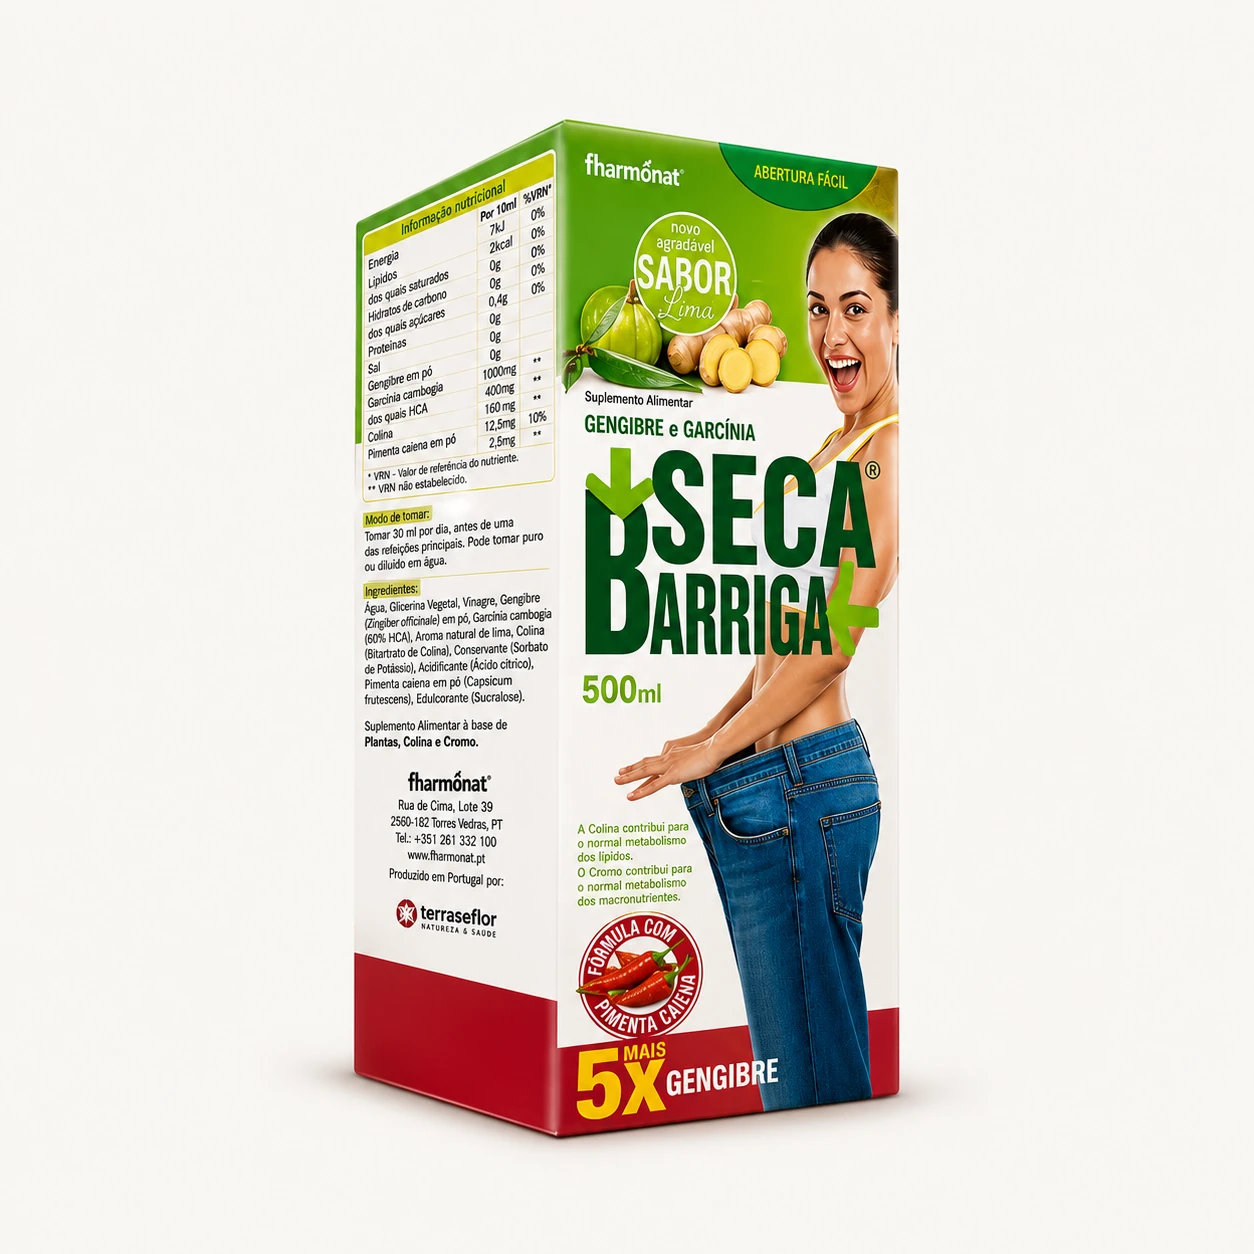 Informação nutricional
Por 10ml %VRN*
Energia 7kJ 0%
2kcal 0%
Lípidos 0g 0%
dos quais saturados 0g 0%
Hidratos de carbono 0,4g 0%
dos quais açúcares 0g
Proteínas 0g
Sal 0g
Gengibre em pó 1000mg **
Garcínia cambogia 400mg **
dos quais HCA 160 mg **
Colina 12,5mg 10%
Pimenta caiena em pó 2,5mg **
* VRN - Valor de referência do nutriente.
** VRN não estabelecido.
Modo de tomar:
Tomar 30 ml por dia, antes de uma
das refeições principais. Pode tomar puro
ou diluído em água.
Ingredientes:
Água, Glicerina Vegetal, Vinagre, Gengibre
(Zingiber officinale) em pó, Garcínia cambogia
(60% HCA), Aroma natural de lima, Colina
(Bitartrato de Colina), Conservante (Sorbato
de Potássio), Acidificante (Ácido cítrico),
Pimenta caiena em pó (Capsicum
frutescens), Edulcorante (Sucralose).
Suplemento Alimentar à base de
Plantas, Colina e Cromo.
fharmónat®
Rua de Cima, Lote 39
2560-182 Torres Vedras, PT
Tel.: +351 261 332 100
www.fharmonat.pt
Produzido em Portugal por:
terraseflor
NATUREZA & SAÚDE
fharmónat®
ABERTURA FÁCIL
novo
agradável
SABOR
Lima
Suplemento Alimentar
GENGIBRE e GARCÍNIA
SECA®
BARRIGA
500ml
A Colina contribui para
o normal metabolismo
dos lípidos.
O Cromo contribui para
o normal metabolismo
dos macronutrientes.
FÓRMULA COM
PIMENTA CAIENA
5X MAIS
GENGIBRE